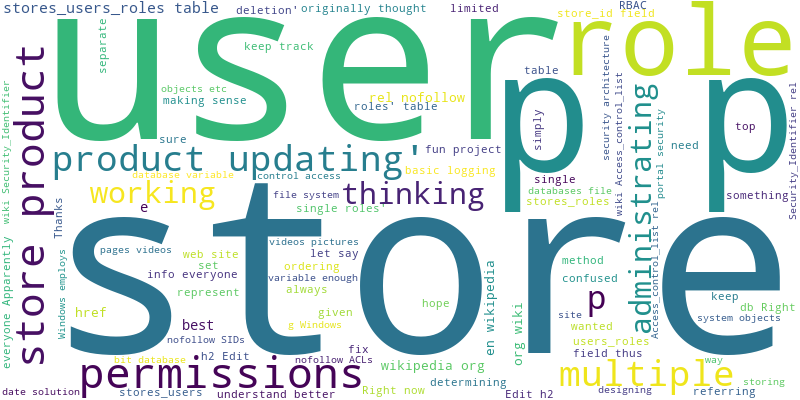 stores_users_roles table
deletion'
originally thought
limited
RBAC
store_id field
user
role
separate
keep track
objects etc
making sense
rel nofollow
roles' table
table
simply
security architecture
wiki Access_control_list
portal security
top
Security_Identifier rel
store product
wiki Security_Identifier
everyone Apparently
sure
product updating'
fun project
need
p p
database variable
control access
basic logging
single
databases file
stores_roles
something
working
file system
thinking
single roles
administrating
Access_control_list rel
Thanks
e
store
pages videos
videos pictures
web site
let say
method
confused
set
info everyone
ordering
variable enough
represent
always
Windows employs
en wikipedia
org wiki
keep
system objects
db Right
href
given
hope
p
site
wanted
best
g Windows
users_roles
nofollow SIDs
fix
field thus
way
bit database
h2 Edit
nofollow ACLs
wikipedia org
permissions
multiple
determining
storing
date solution
stores_users
understand better
Right now
Edit h2
designing
referring